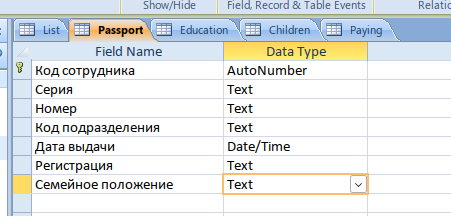 Show/Hide Field, Record & Table Events
List Passport Education Children Paying
Field Name Data Type
Код сотрудника AutoNumber
Серия Text
Номер Text
Код подразделения Text
Дата выдачи Date/Time
Регистрация Text
Семейное положение Text